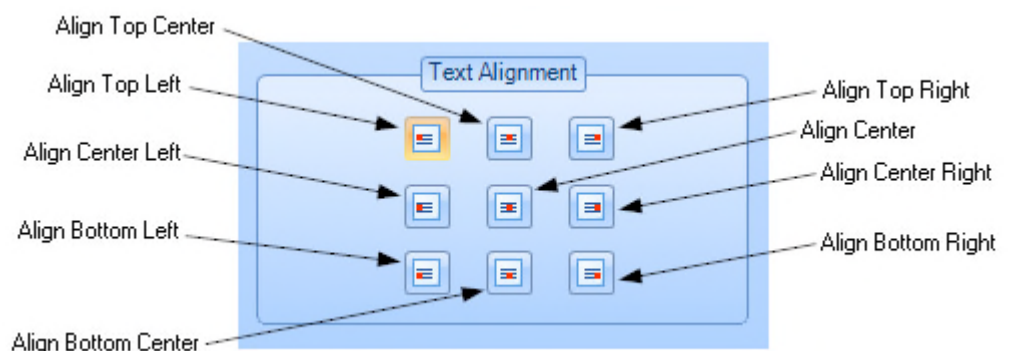 Align Top Center
Text Alignment
Align Top Left
Align Top Right
Align Center
Align Center Left
Align Center Right
Align Bottom Left
Align Bottom Right
Align Bottom Center